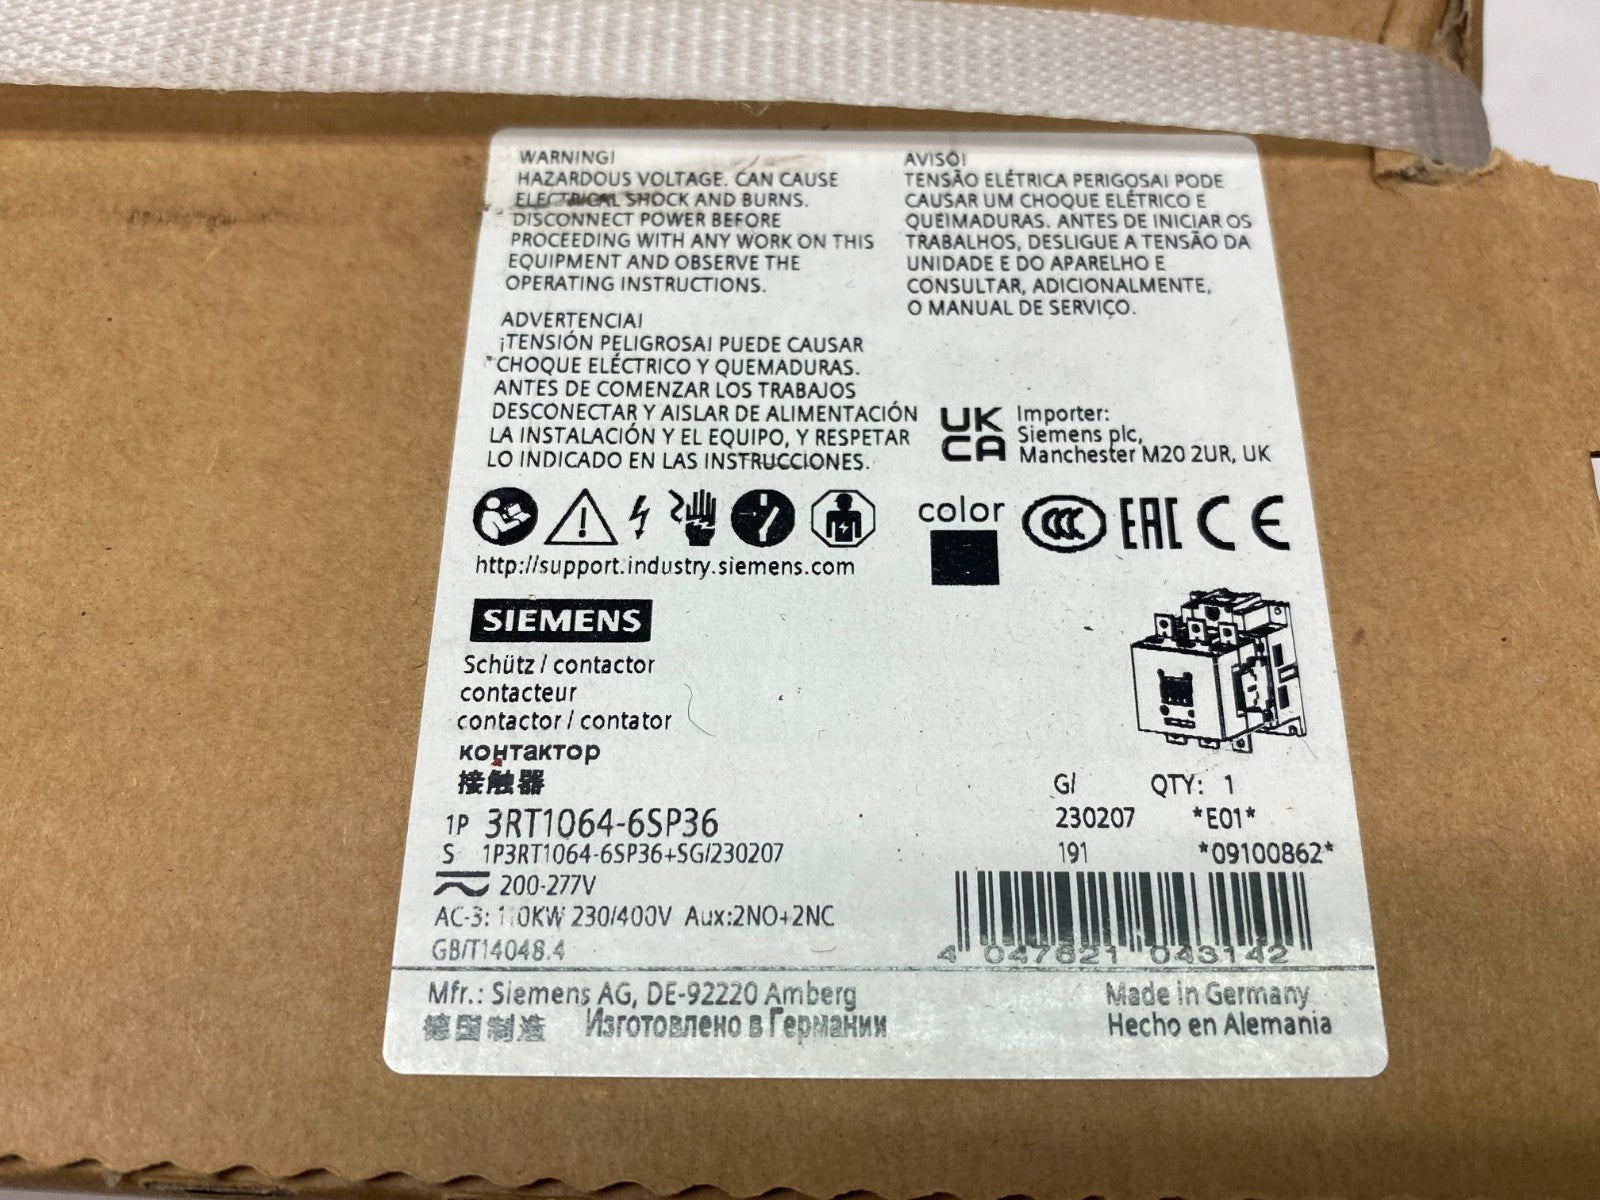 WARNING!
HAZARDOUS VOLTAGE. CAN CAUSE
ELECTRICAL SHOCK AND BURNS.
DISCONNECT POWER BEFORE
PROCEEDING WITH ANY WORK ON THIS
EQUIPMENT AND OBSERVE THE
OPERATING INSTRUCTIONS.
ADVERTENCIA!
¡TENSIÓN PELIGROSA! PUEDE CAUSAR
CHOQUE ELÉCTRICO Y QUEMADURAS.
ANTES DE COMENZAR LOS TRABAJOS
DESCONECTAR Y AISLAR DE ALIMENTACIÓN
LA INSTALACIÓN Y EL EQUIPO, Y RESPETAR
LO INDICADO EN LAS INSTRUCCIONES.
AVISO!
TENSÃO ELÉTRICA PERIGOSA! PODE
CAUSAR UM CHOQUE ELÉTRICO E
QUEIMADURAS. ANTES DE INICIAR OS
TRABALHOS, DESLIGUE A TENSÃO DA
UNIDADE E DO APARELHO E
CONSULTAR, ADICIONALMENTE,
O MANUAL DE SERVIÇO.
UK
CA
Importer:
Siemens plc,
Manchester M20 2UR, UK
http://support.industry.siemens.com
color
CCC EAC CE
SIEMENS
Schütz / contactor
contacteur
contactor / contator
контактор
接触器
1P 3RT1064-6SP36
S 1P3RT1064-6SP36+SG/230207
200-277V
AC-3: 110KW 230/400V Aux:2NO+2NC
GB/T14048.4
G/ QTY: 1
230207 *E01*
191 *09100862*
4 047621 043142
Mfr.: Siemens AG, DE-92220 Amberg
德国制造 Изготовлено в Германии
Made in Germany
Hecho en Alemania